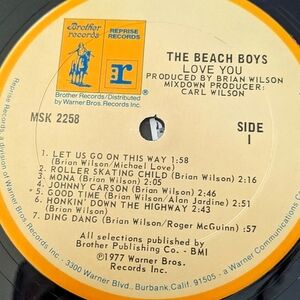 Brother
records
REPRISE
RECORDS
r
Brother Records/Distributed
by Warner Bros. Records Inc.
THE BEACH BOYS
LOVE YOU
PRODUCED BY BRIAN WILSON
MIXDOWN PRODUCER:
CARL WILSON
MSK 2258
SIDE
1
1. LET US GO ON THIS WAY 1:58
(Brian Wilson/Michael Love)
2. ROLLER SKATING CHILD (Brian Wilson) 2:16
3. MONA (Brian Wilson) 2:05
4. JOHNNY CARSON (Brian Wilson) 2:46
5. GOOD TIME (Brian Wilson/Alan Jardine) 2:51
6. HONKIN' DOWN THE HIGHWAY 2:43
(Brian Wilson)
7. DING DANG (Brian Wilson/Roger McGuinn) :57
All selections published by
Brother Publishing Co. - BMI
©1977 Warner Bros.
Records Inc.
Reprise Records, a division of Warner Bros. Records Inc., a Warner Communications Co.
3300 Warner Blvd., Burbank, Calif. 91505